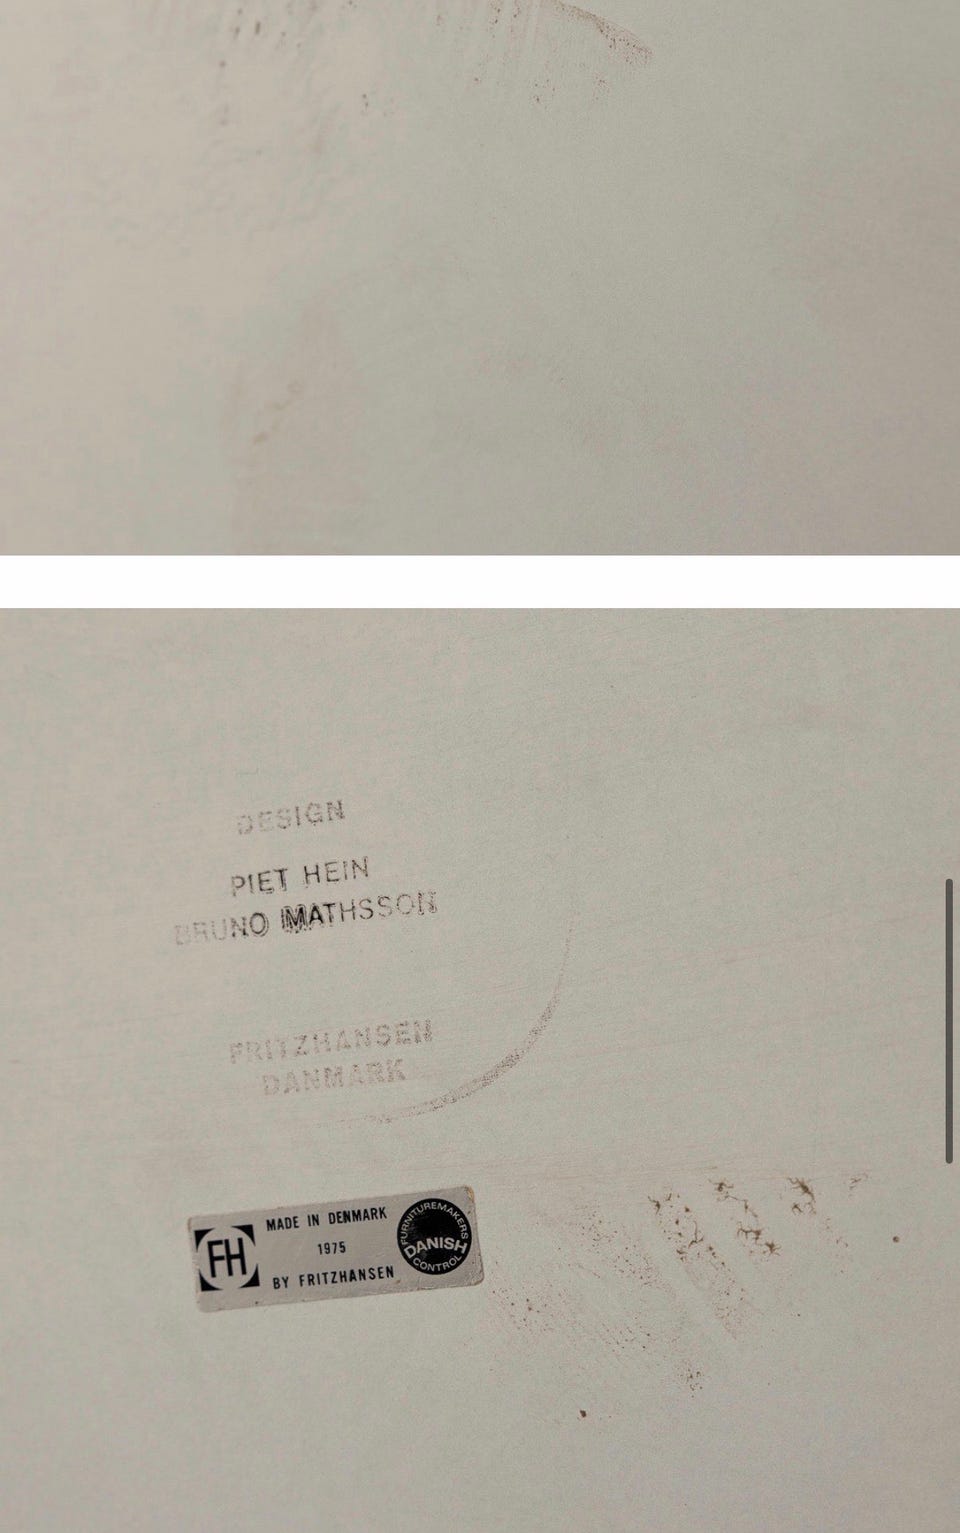 DESIGN
PIET HEIN
BRUNO MATHSSON
FRITZHANSEN
DANMARK
FH
MADE IN DENMARK
1975
BY FRITZHANSEN
FURNITUREMAKERS
DANISH
CONTROL